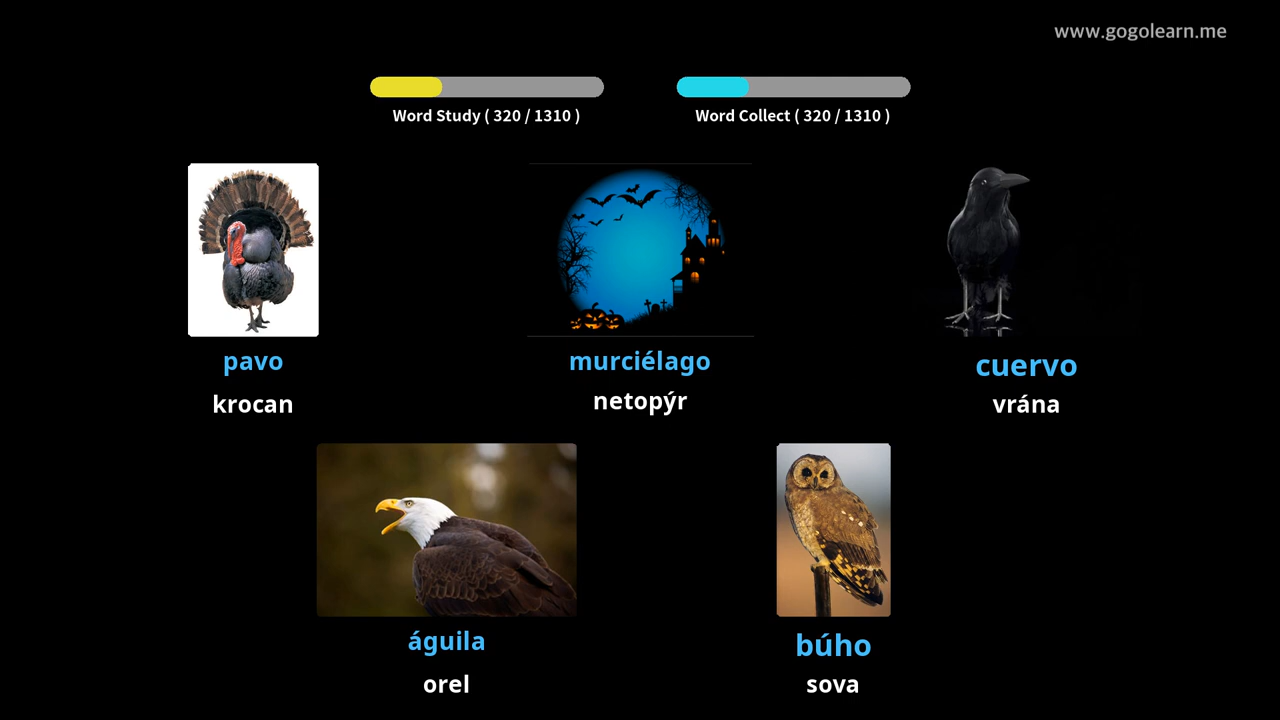 www.gogolearn.me
Word Study ( 320 / 1310 )
Word Collect ( 320 / 1310 )
pavo
krocan
murciélago
netopýr
cuervo
vrána
águila
orel
búho
sova